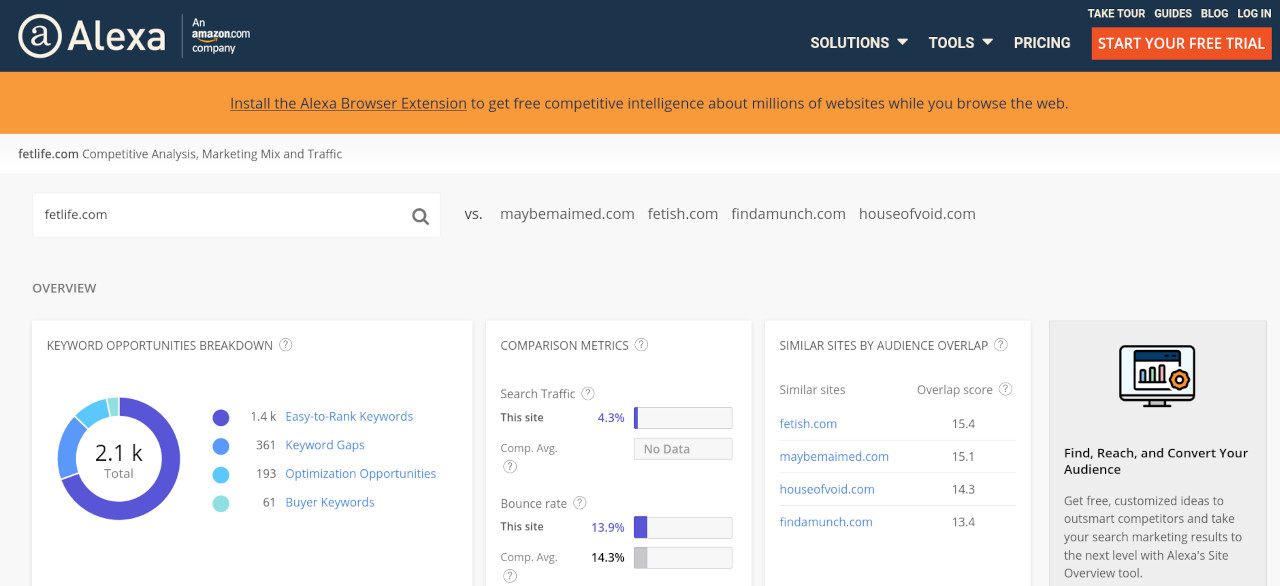 TAKE TOUR GUIDES BLOG LOG IN
a Alexa An amazon.com company
SOLUTIONS TOOLS PRICING START YOUR FREE TRIAL
Install the Alexa Browser Extension to get free competitive intelligence about millions of websites while you browse the web.
fetlife.com Competitive Analysis, Marketing Mix and Traffic
fetlife.com vs. maybemaimed.com fetish.com findamunch.com houseofvoid.com
OVERVIEW
KEYWORD OPPORTUNITIES BREAKDOWN ?
2.1 k
Total
1.4 k Easy-to-Rank Keywords
361 Keyword Gaps
193 Optimization Opportunities
61 Buyer Keywords
COMPARISON METRICS ?
Search Traffic ?
This site 4.3%
Comp. Avg. No Data
?
Bounce rate ?
This site 13.9%
Comp. Avg. 14.3%
?
SIMILAR SITES BY AUDIENCE OVERLAP ?
Similar sites Overlap score ?
fetish.com 15.4
maybemaimed.com 15.1
houseofvoid.com 14.3
findamunch.com 13.4
Find, Reach, and Convert Your
Audience
Get free, customized ideas to
outsmart competitors and take
your search marketing results to
the next level with Alexa's Site
Overview tool.